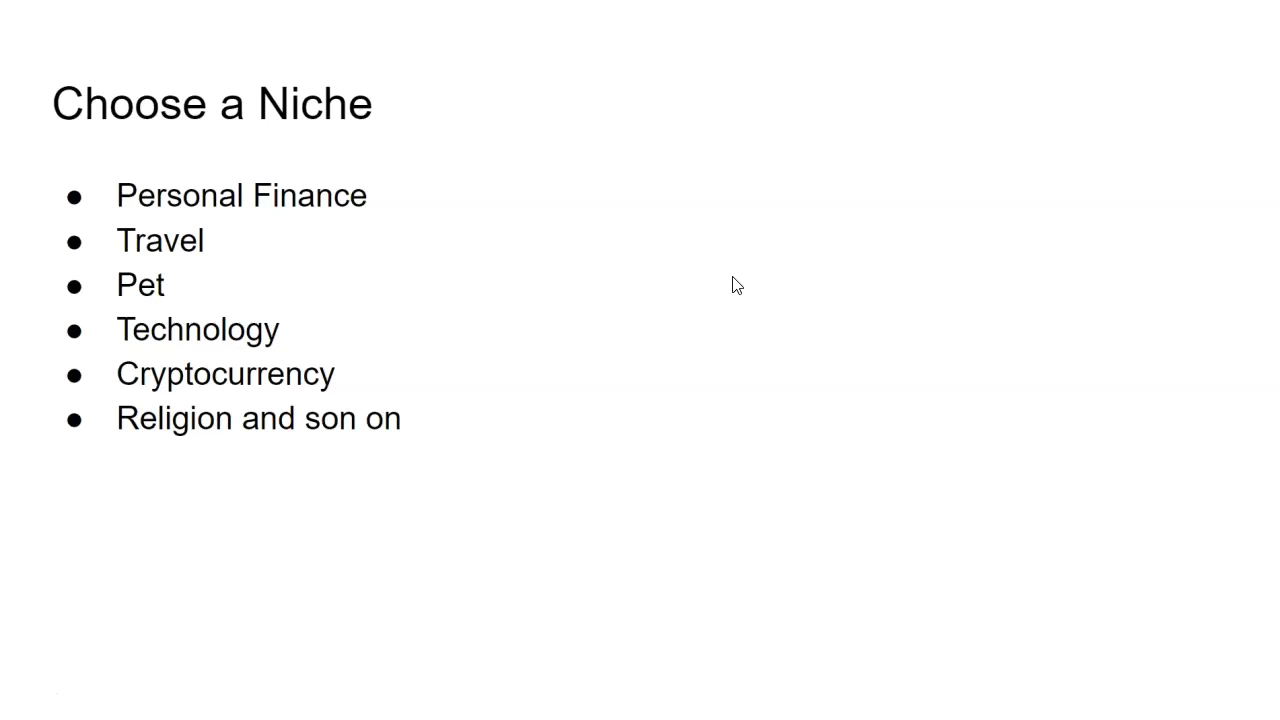 Choose a Niche
● Personal Finance
● Travel
● Pet
● Technology
● Cryptocurrency
● Religion and son on